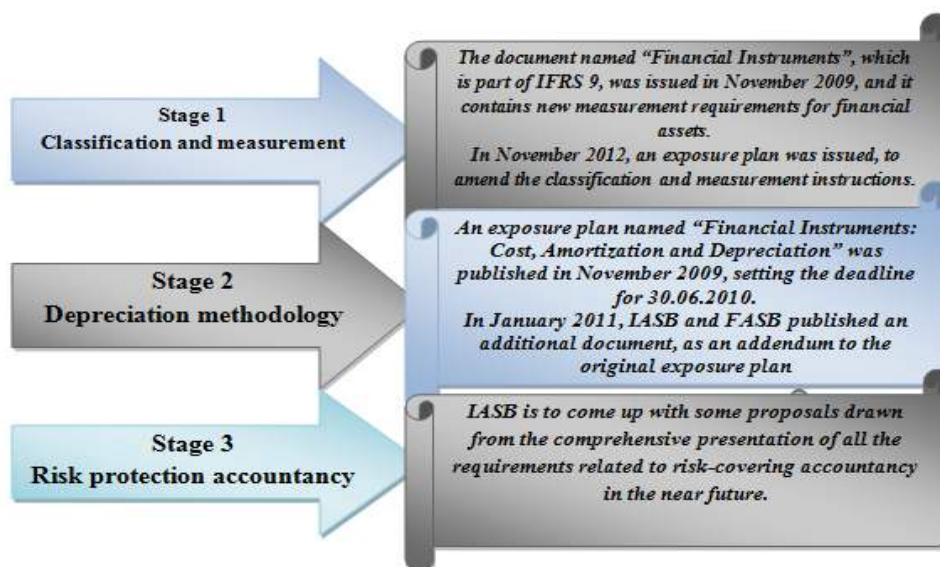 Stage 1
Classification and measurement
The document named “Financial Instruments”, which
is part of IFRS 9, was issued in November 2009, and it
contains new measurement requirements for financial
assets.
In November 2012, an exposure plan was issued, to
amend the classification and measurement instructions.
Stage 2
Depreciation methodology
An exposure plan named “Financial Instruments:
Cost, Amortization and Depreciation” was
published in November 2009, setting the deadline
for 30.06.2010.
In January 2011, IASB and FASB published an
additional document, as an addendum to the
original exposure plan
Stage 3
Risk protection accountancy
IASB is to come up with some proposals drawn
from the comprehensive presentation of all the
requirements related to risk-covering accountancy
in the near future.